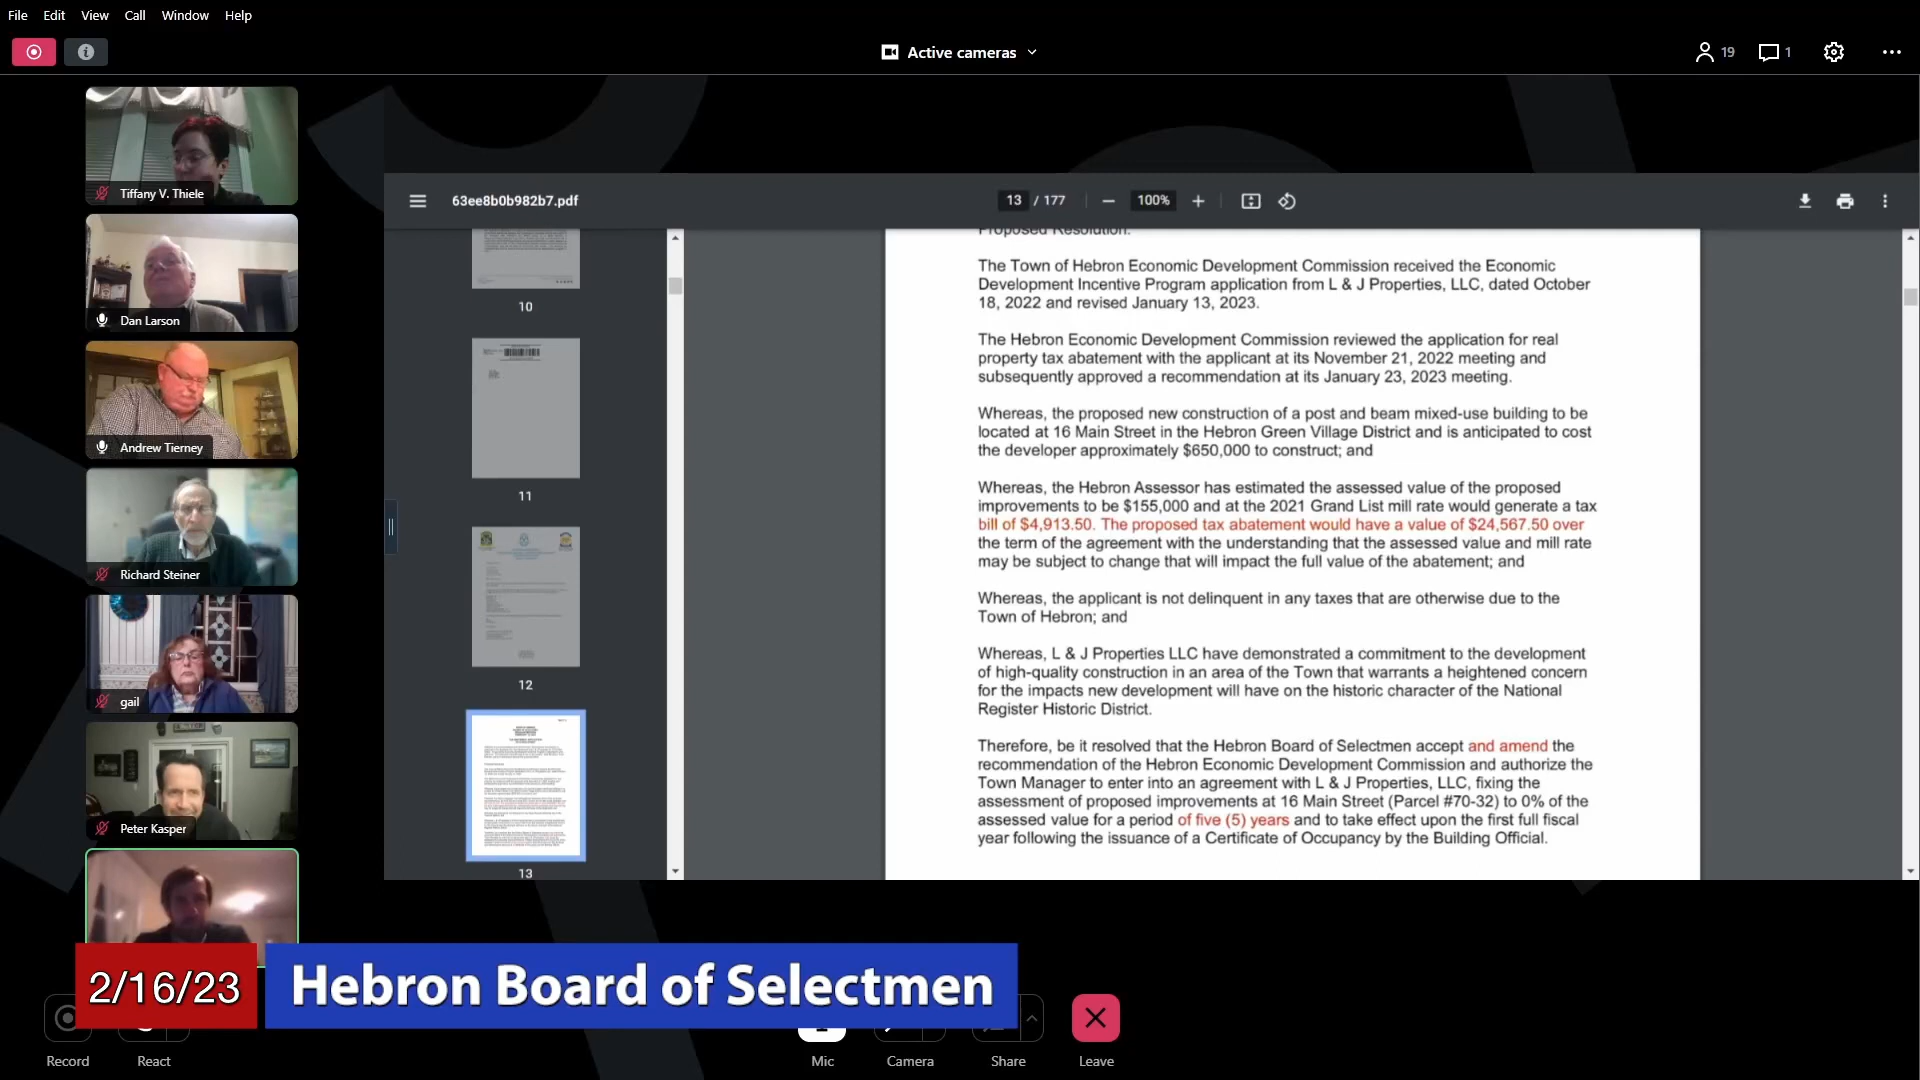 File Edit View Call Window Help
Active cameras
19
1
Tiffany V. Thiele
Dan Larson
Andrew Tierney
Richard Steiner
gail
Peter Kasper
63ee8b0b982b7.pdf
13 / 177
100%
10
11
12
13
Proposed Resolution.
The Town of Hebron Economic Development Commission received the Economic
Development Incentive Program application from L & J Properties, LLC, dated October
18, 2022 and revised January 13, 2023.
The Hebron Economic Development Commission reviewed the application for real
property tax abatement with the applicant at its November 21, 2022 meeting and
subsequently approved a recommendation at its January 23, 2023 meeting.
Whereas, the proposed new construction of a post and beam mixed-use building to be
located at 16 Main Street in the Hebron Green Village District and is anticipated to cost
the developer approximately $650,000 to construct; and
Whereas, the Hebron Assessor has estimated the assessed value of the proposed
improvements to be $155,000 and at the 2021 Grand List mill rate would generate a tax
bill of $4,913.50. The proposed tax abatement would have a value of $24,567.50 over
the term of the agreement with the understanding that the assessed value and mill rate
may be subject to change that will impact the full value of the abatement; and
Whereas, the applicant is not delinquent in any taxes that are otherwise due to the
Town of Hebron; and
Whereas, L & J Properties LLC have demonstrated a commitment to the development
of high-quality construction in an area of the Town that warrants a heightened concern
for the impacts new development will have on the historic character of the National
Register Historic District.
Therefore, be it resolved that the Hebron Board of Selectmen accept and amend the
recommendation of the Hebron Economic Development Commission and authorize the
Town Manager to enter into an agreement with L & J Properties, LLC, fixing the
assessment of proposed improvements at 16 Main Street (Parcel #70-32) to 0% of the
assessed value for a period of five (5) years and to take effect upon the first full fiscal
year following the issuance of a Certificate of Occupancy by the Building Official.
2/16/23
Hebron Board of Selectmen
Record
React
Mic
Camera
Share
Leave